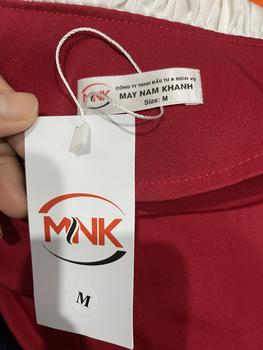 MNK
CÔNG TY TNHH ĐẦU TƯ & DỊCH VỤ
MAY NAM KHANH
Size: M
MNK
M